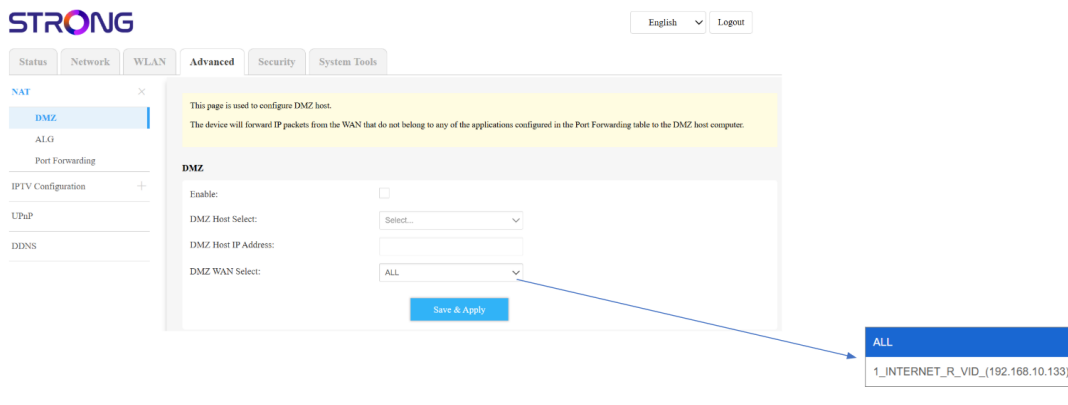 STRONG
English
Logout
Status
Network
WLAN
Advanced
Security
System Tools
NAT
DMZ
ALG
Port Forwarding
IPTV Configuration
UPnP
DDNS
This page is used to configure DMZ host.
The device will forward IP packets from the WAN that do not belong to any of the applications configured in the Port Forwarding table to the DMZ host computer.
DMZ
Enable:
DMZ Host Select:
Select...
DMZ Host IP Address:
DMZ WAN Select:
ALL
Save & Apply
ALL
1_INTERNET_R_VID_(192.168.10.133)